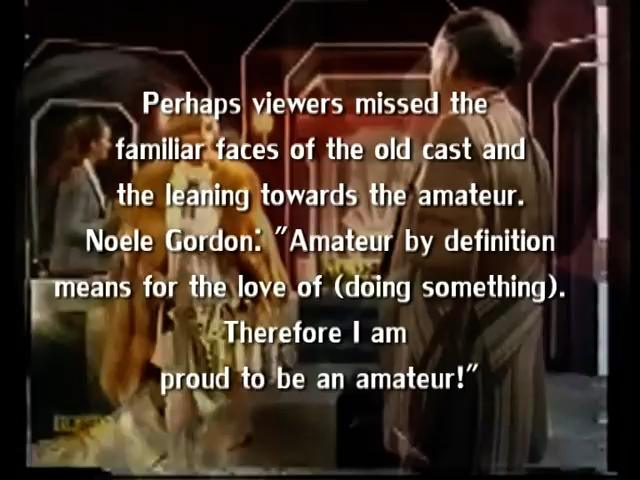 Perhaps viewers missed the
familiar faces of the old cast and
the leaning towards the amateur.
Noele Gordon: "Amateur by definition
means for the love of (doing something).
Therefore I am
proud to be an amateur!"